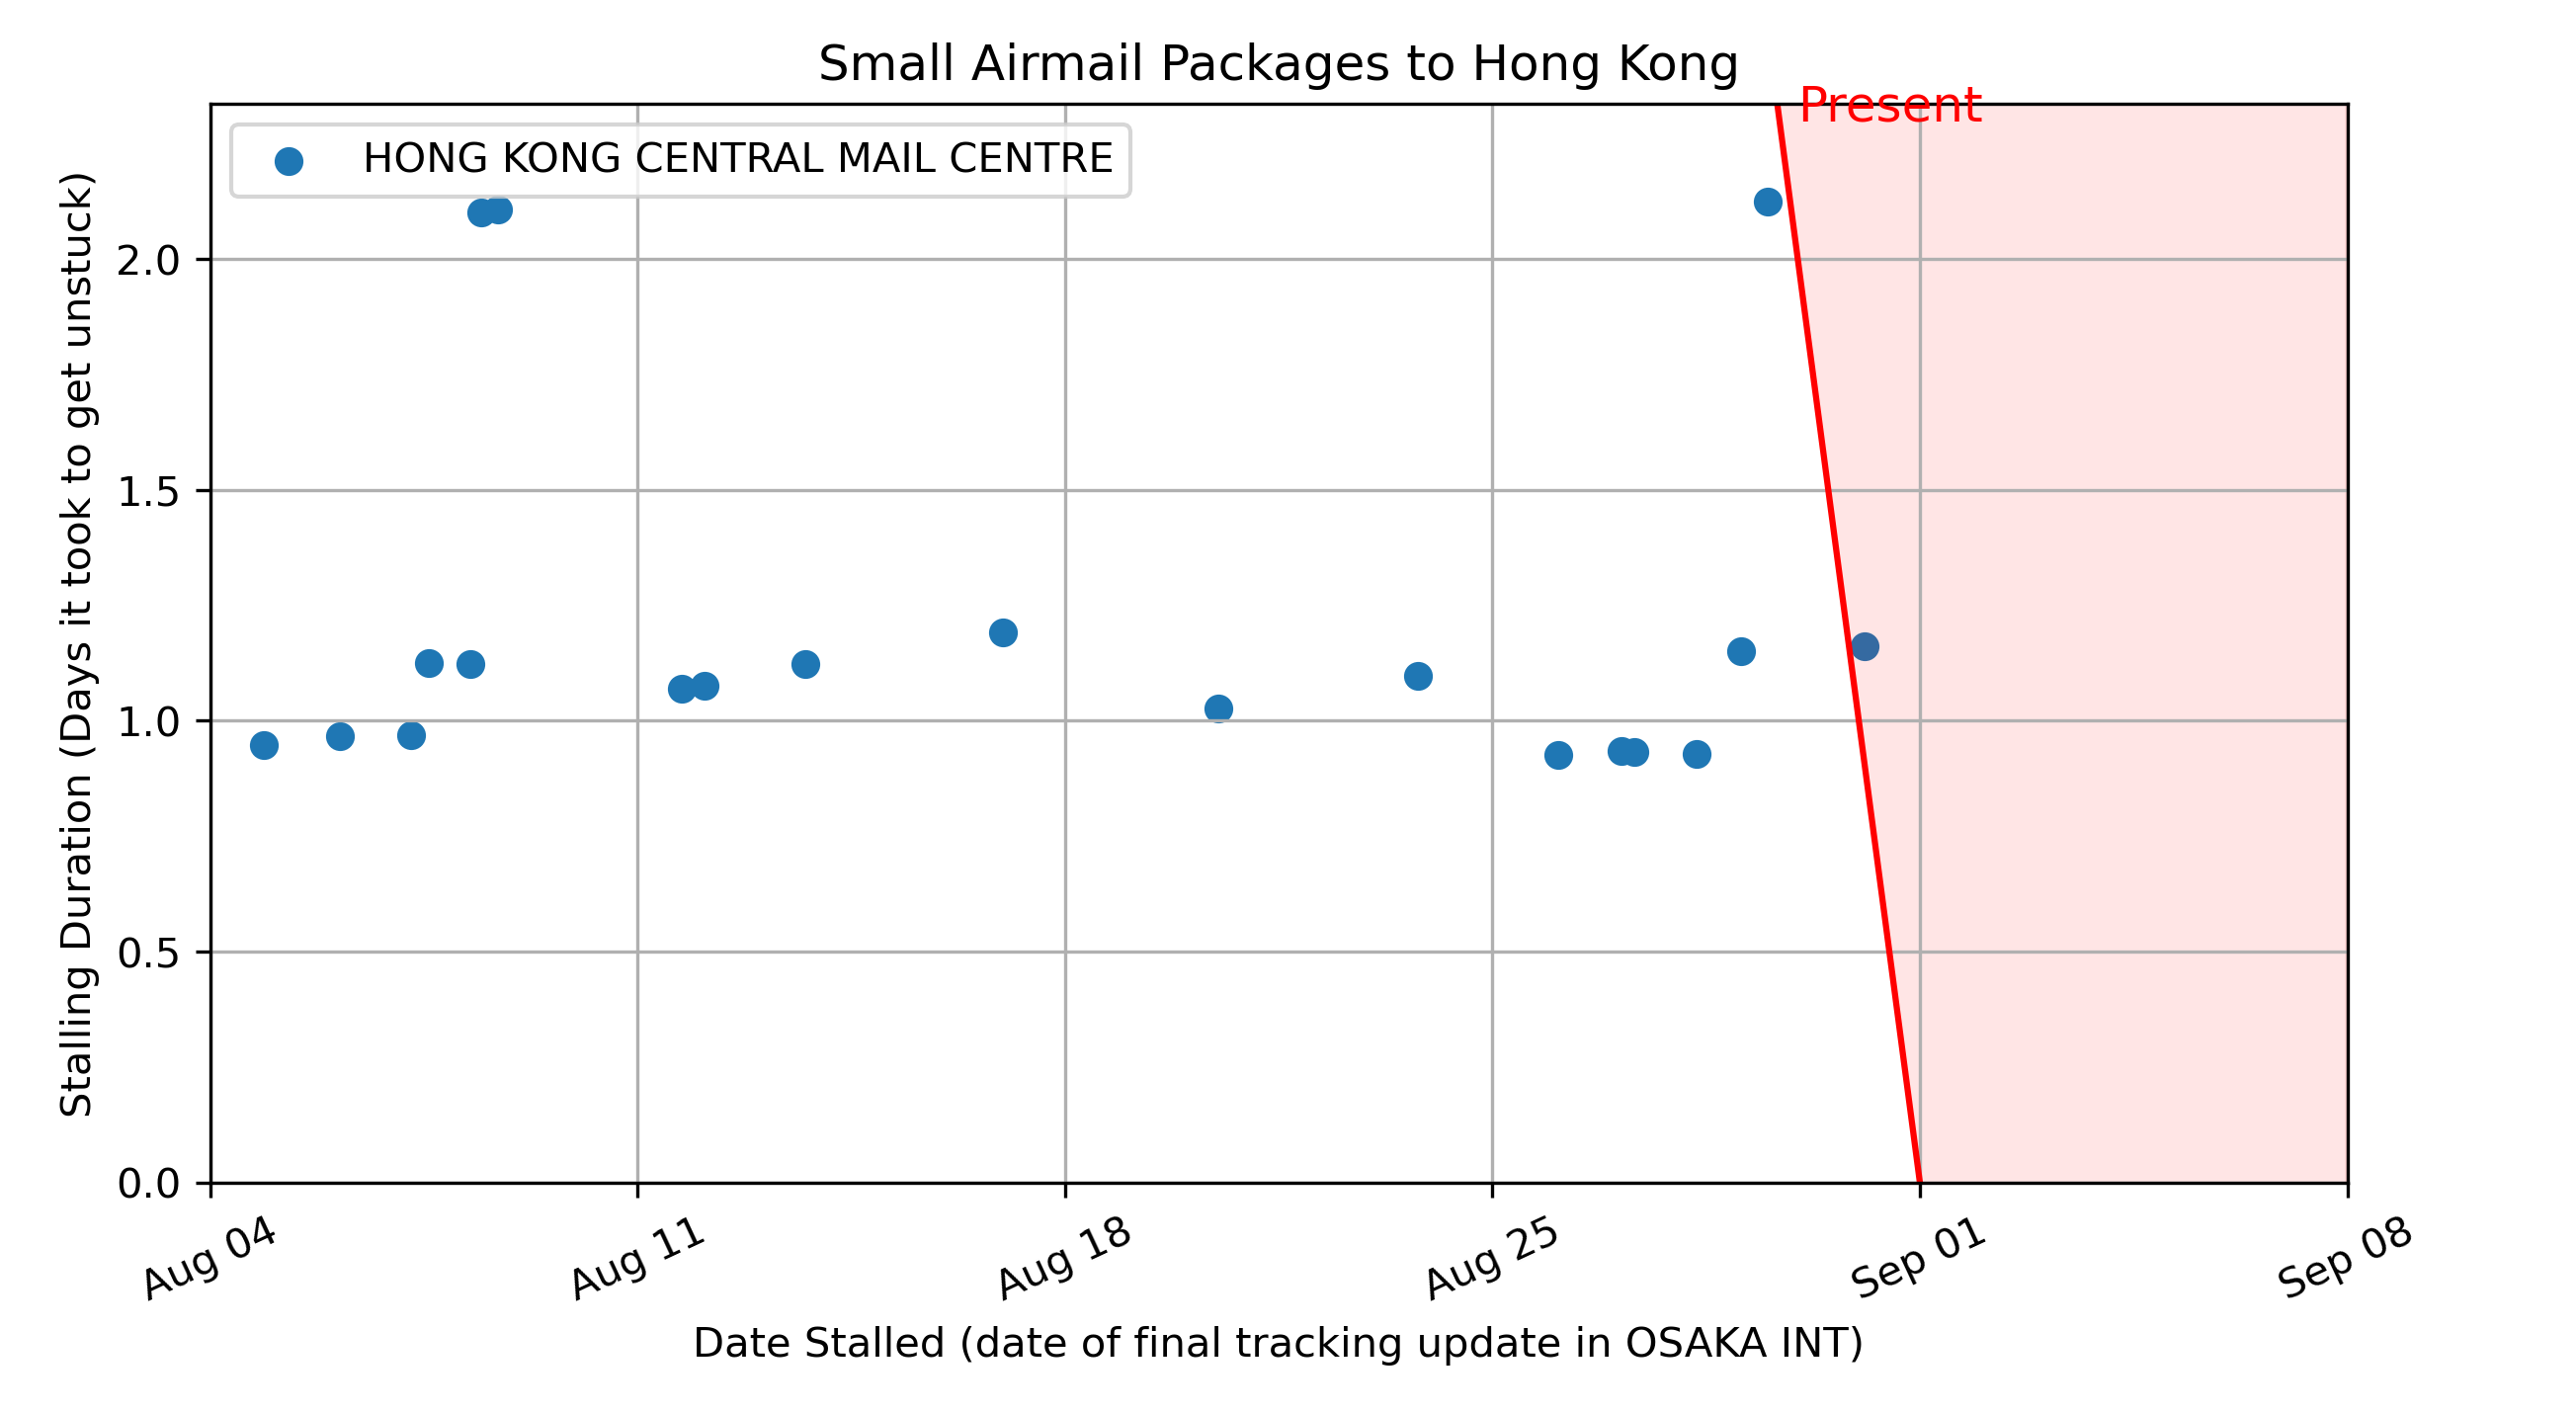 Small Airmail Packages to Hong Kong
Present
HONG KONG CENTRAL MAIL CENTRE
Stalling Duration (Days it took to get unstuck)
2.0
1.5
1.0
0.5
0.0
Aug 04
Aug 11
Aug 18
Aug 25
Sep 01
Sep 08
Date Stalled (date of final tracking update in OSAKA INT)